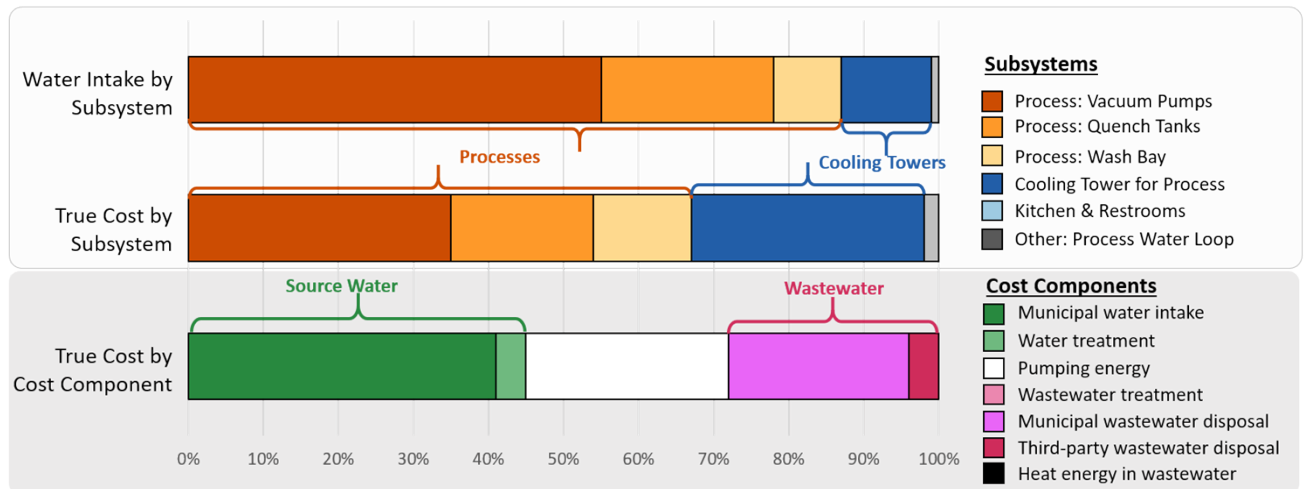 Water Intake by
Subsystem
Processes
Cooling Towers
True Cost by
Subsystem
Subsystems
Process: Vacuum Pumps
Process: Quench Tanks
Process: Wash Bay
Cooling Tower for Process
Kitchen & Restrooms
Other: Process Water Loop
Source Water
Wastewater
True Cost by
Cost Component
0% 10% 20% 30% 40% 50% 60% 70% 80% 90% 100%
Cost Components
Municipal water intake
Water treatment
Pumping energy
Wastewater treatment
Municipal wastewater disposal
Third-party wastewater disposal
Heat energy in wastewater